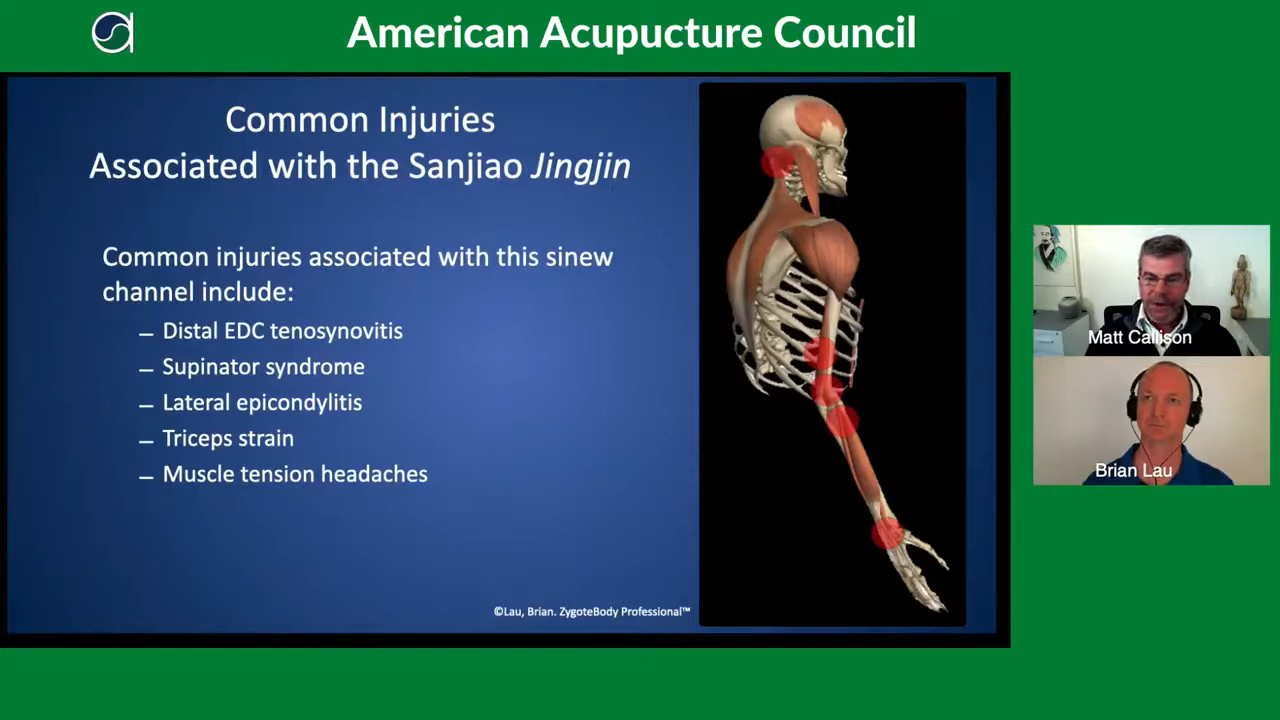 American Acupucture Council
Common Injuries
Associated with the Sanjiao Jingjin
Common injuries associated with this sinew
channel include:
– Distal EDC tenosynovitis
– Supinator syndrome
– Lateral epicondylitis
– Triceps strain
– Muscle tension headaches
©Lau, Brian. ZygoteBody Professional™
Matt Callison
Brian Lau